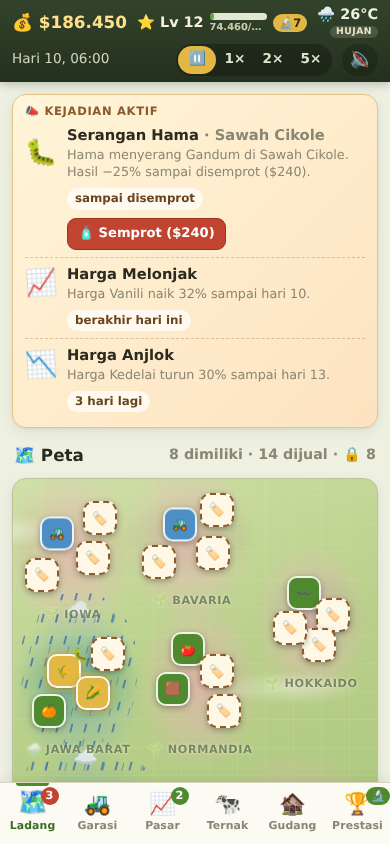 $186.450
Lv 12
74.460/...
7
26°C
HUJAN
Hari 10, 06:00
1×
2×
5×
KEJADIAN AKTIF
Serangan Hama · Sawah Cikole
Hama menyerang Gandum di Sawah Cikole.
Hasil −25% sampai disemprot ($240).
sampai disemprot
Semprot ($240)
Harga Melonjak
Harga Vanili naik 32% sampai hari 10.
berakhir hari ini
Harga Anjlok
Harga Kedelai turun 30% sampai hari 13.
3 hari lagi
Peta
8 dimiliki · 14 dijual · 🔒 8
IOWA
BAVARIA
HOKKAIDO
JAWA BARAT
NORMANDIA
3
2
Ladang
Garasi
Pasar
Ternak
Gudang
Prestasi